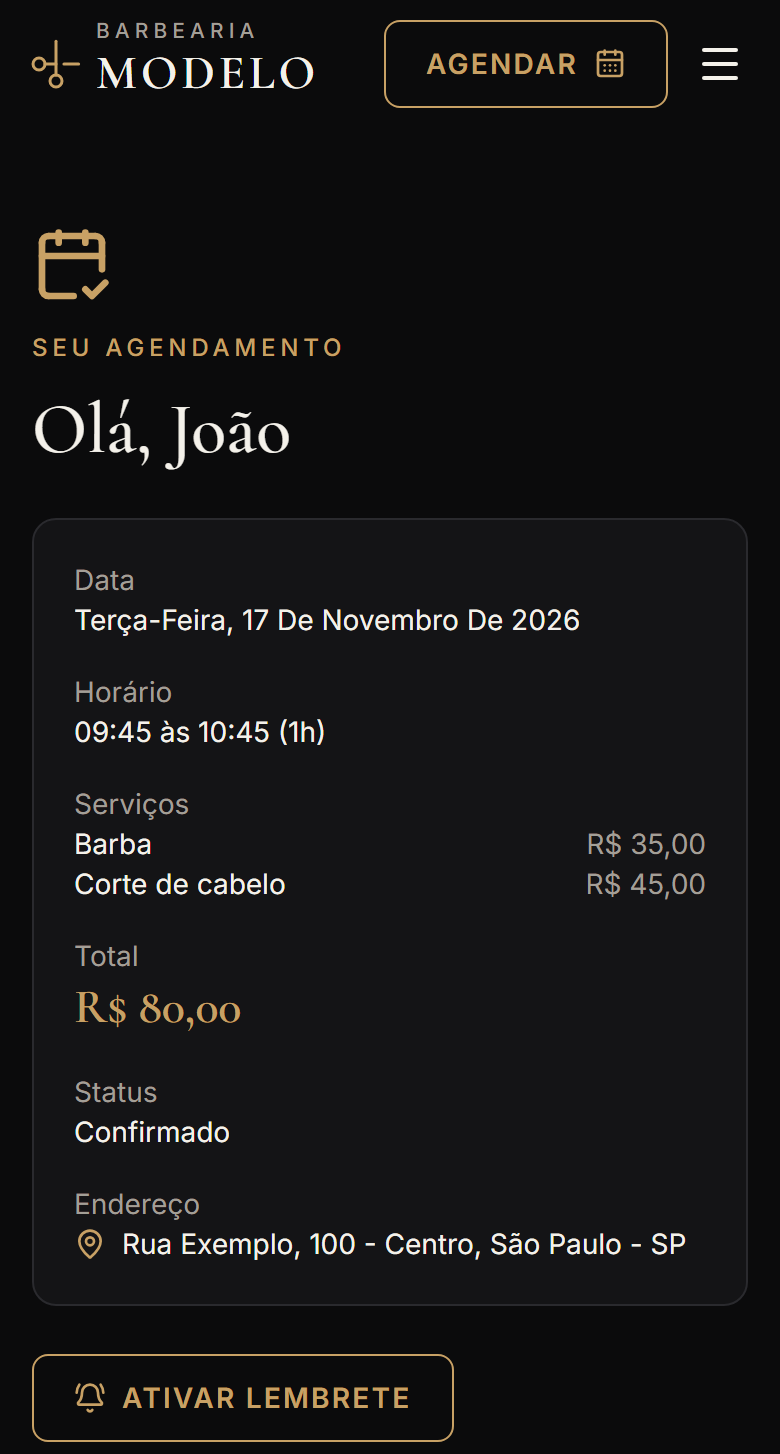 BARBEARIA
MODELO
AGENDAR
SEU AGENDAMENTO
Olá, João
Data
Terça-Feira, 17 De Novembro De 2026
Horário
09:45 às 10:45 (1h)
Serviços
Barba R$ 35,00
Corte de cabelo R$ 45,00
Total
R$ 80,00
Status
Confirmado
Endereço
Rua Exemplo, 100 - Centro, São Paulo - SP
ATIVAR LEMBRETE